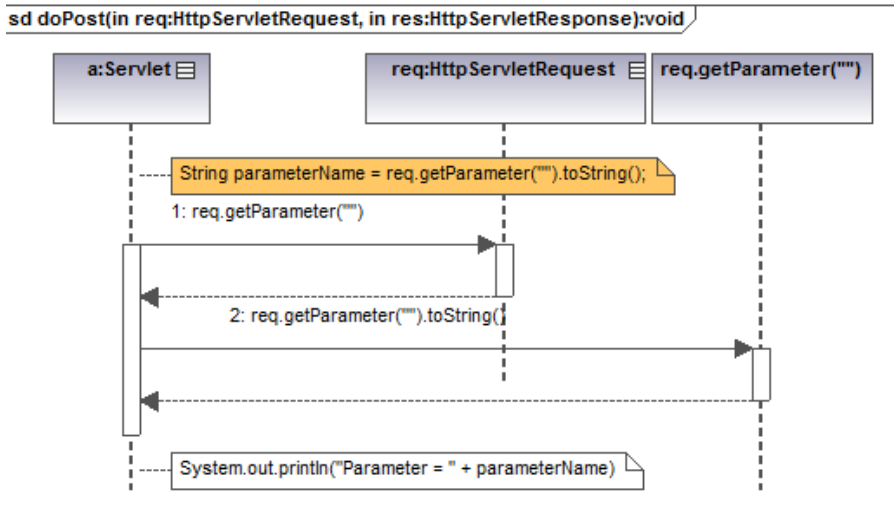 sd doPost(in req:HttpServletRequest, in res:HttpServletResponse):void
a:Servlet
req:HttpServletRequest
req.getParameter("")
String parameterName = req.getParameter("").toString();
1: req.getParameter("")
2: req.getParameter("").toString()
System.out.println("Parameter = " + parameterName)